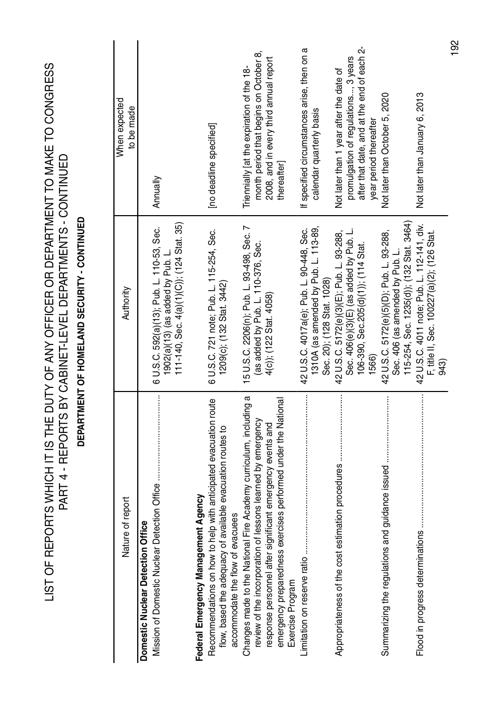 LIST OF REPORTS WHICH IT IS THE DUTY OF ANY OFFICER OR DEPARTMENT TO MAKE TO CONGRESS
PART 4 - REPORTS BY CABINET-LEVEL DEPARTMENTS - CONTINUED
DEPARTMENT OF HOMELAND SECURITY - CONTINUED
Nature of report
Authority
When expected
to be made
Domestic Nuclear Detection Office
Mission of Domestic Nuclear Detection Office
6 U.S.C. 592(a)(13); Pub. L. 110-53, Sec.
1902(a)(13) (as added by Pub. L.
111-140, Sec. 4(a)(1)(C)); (124 Stat. 35)
Annually
Federal Emergency Management Agency
Recommendations on how to help with anticipated evacuation route
flow, based the adequacy of available evacuation routes to
accommodate the flow of evacuees
6 U.S.C. 721 note; Pub. L. 115-254, Sec.
1209(c); (132 Stat. 3442)
[no deadline specified]
Changes made to the National Fire Academy curriculum, including a
review of the incorporation of lessons learned by emergency
response personnel after significant emergency events and
emergency preparedness exercises performed under the National
Exercise Program
15 U.S.C. 2206(n); Pub. L. 93-498, Sec. 7
(as added by Pub. L. 110-376, Sec.
4(c)); (122 Stat. 4058)
Triennially [at the expiration of the 18-
month period that begins on October 8,
2008, and in every third annual report
thereafter]
Limitation on reserve ratio
42 U.S.C. 4017a(e); Pub. L. 90-448, Sec.
1310A (as amended by Pub. L. 113-89,
Sec. 20); (128 Stat. 1028)
If specified circumstances arise, then on a
calendar quarterly basis
Appropriateness of the cost estimation procedures
42 U.S.C. 5172(e)(3)(E); Pub. L. 93-288,
Sec. 406(e)(3)(E) (as added by Pub. L.
106-390, Sec.205(d)(1)); (114 Stat.
1566)
Not later than 1 year after the date of
promulgation of regulations..., 3 years
after that date, and at the end of each 2-
year period thereafter
Summarizing the regulations and guidance issued
42 U.S.C. 5172(e)(5)(D); Pub. L. 93-288,
Sec. 406 (as amended by Pub L.
115-254, Sec. 1235(d)); (132 Stat. 3464)
Not later than October 5, 2020
Flood in progress determinations
42 U.S.C. 4011 note; Pub. L. 112-141, div.
F, title II, Sec. 100227(a)(2); (126 Stat.
943)
Not later than January 6, 2013
192